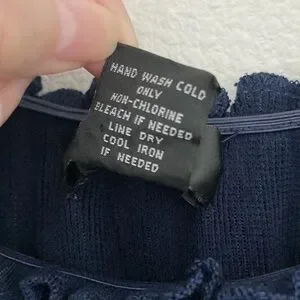 HAND WASH COLD
ONLY
NON-CHLORINE
BLEACH IF NEEDED
LINE DRY
COOL IRON
IF NEEDED